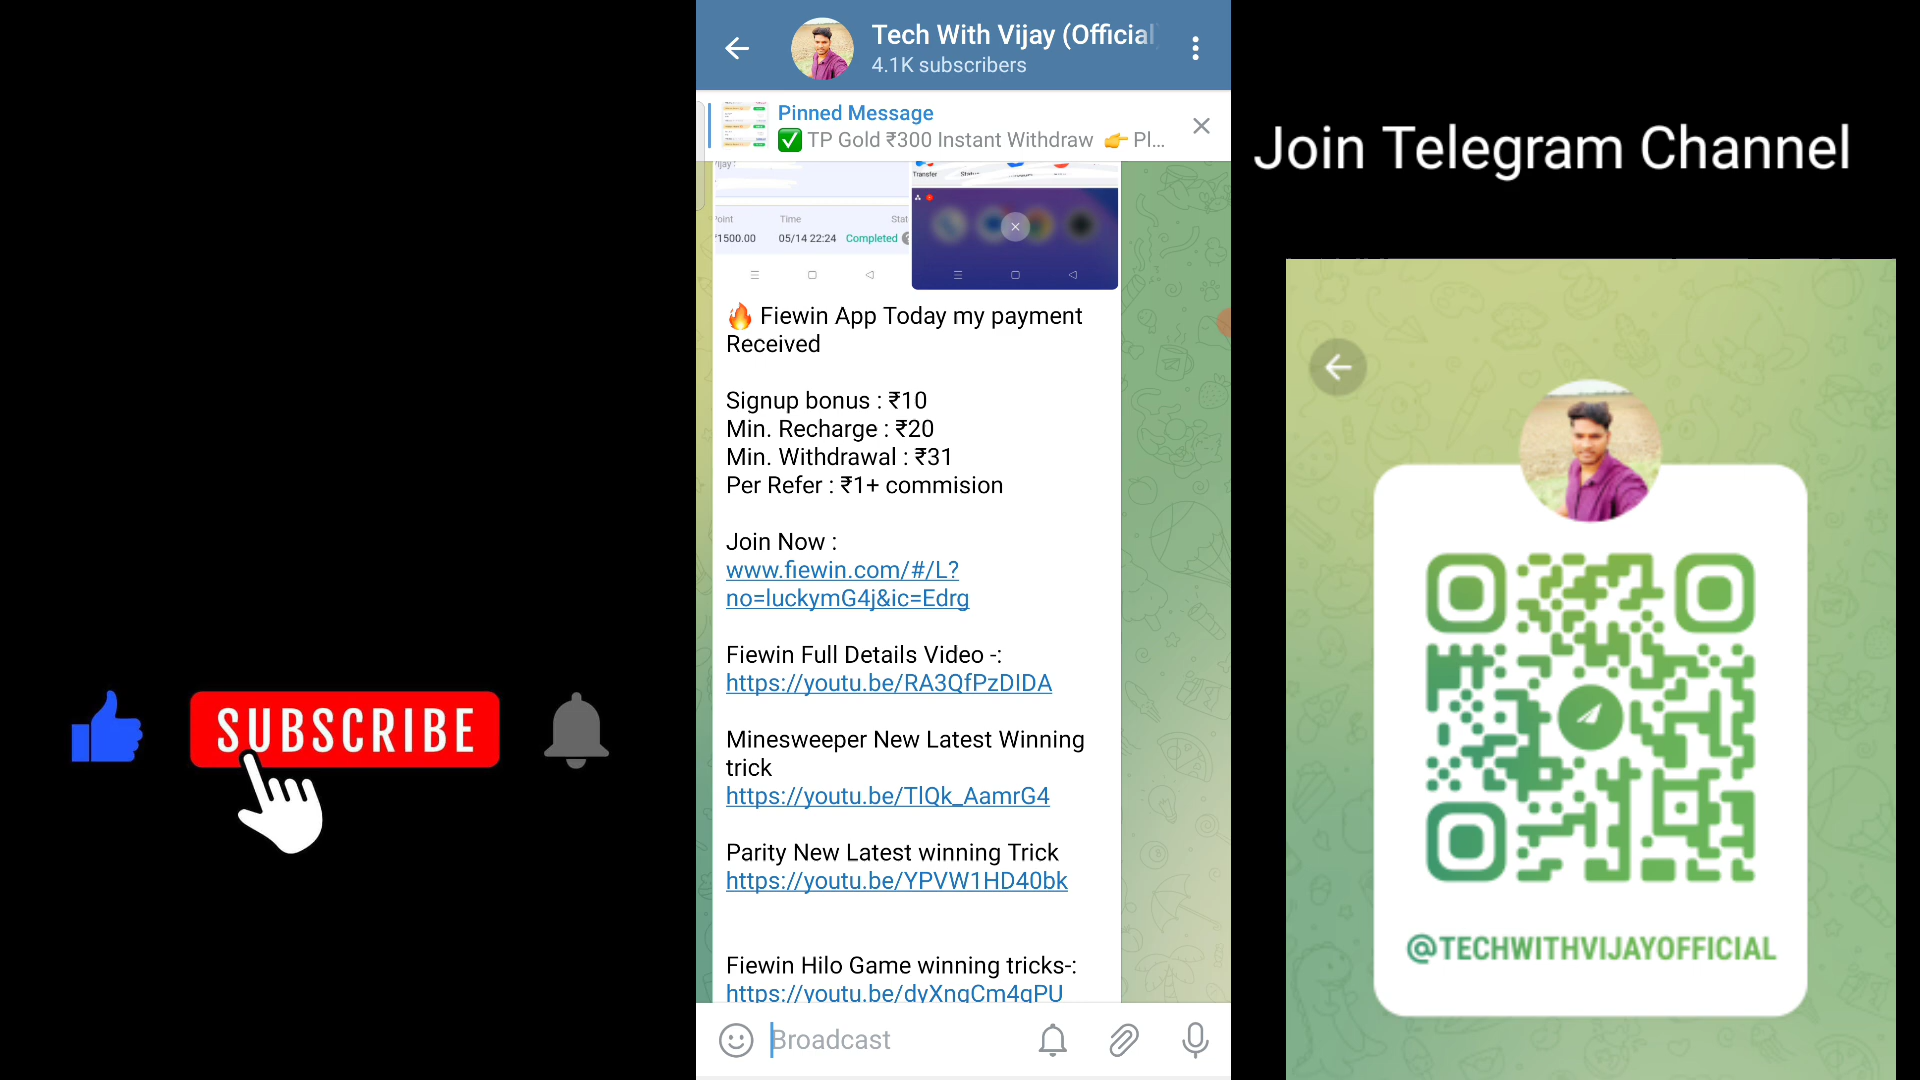 Tech With Vijay (Official
4.1K subscribers
Pinned Message
✅ TP Gold ₹300 Instant Withdraw 👉 Pl...
Transfer
Point Time
₹1500.00 05/14 22:24 Completed
🔥 Fiewin App Today my payment
Received
Signup bonus : ₹10
Min. Recharge : ₹20
Min. Withdrawal : ₹31
Per Refer : ₹1+ commision
Join Now :
www.fiewin.com/#/L?
no=luckymG4j&ic=Edrg
Fiewin Full Details Video -:
https://youtu.be/RA3QfPzDIDA
Minesweeper New Latest Winning
trick
https://youtu.be/TlQk_AamrG4
Parity New Latest winning Trick
https://youtu.be/YPVW1HD40bk
Fiewin Hilo Game winning tricks-:
https://youtu.be/dyXngCm4gPU
Broadcast
SUBSCRIBE
Join Telegram Channel
@TECHWITHVIJAYOFFICIAL